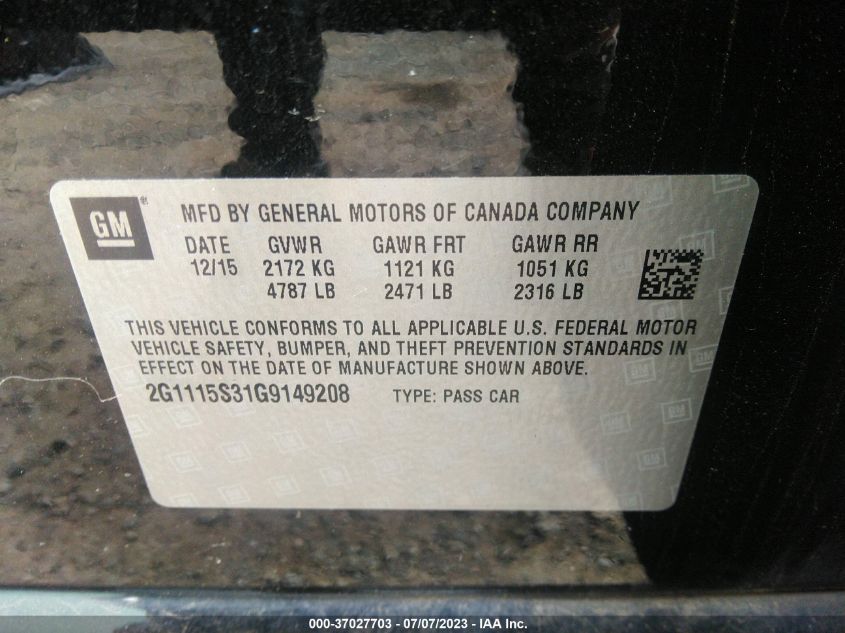 GM ®
MFD BY GENERAL MOTORS OF CANADA COMPANY
DATE GVWR GAWR FRT GAWR RR
12/15 2172 KG 1121 KG 1051 KG
4787 LB 2471 LB 2316 LB
THIS VEHICLE CONFORMS TO ALL APPLICABLE U.S. FEDERAL MOTOR
VEHICLE SAFETY, BUMPER, AND THEFT PREVENTION STANDARDS IN
EFFECT ON THE DATE OF MANUFACTURE SHOWN ABOVE.
2G1115S31G9149208 TYPE: PASS CAR
000-37027703 - 07/07/2023 - IAA Inc.